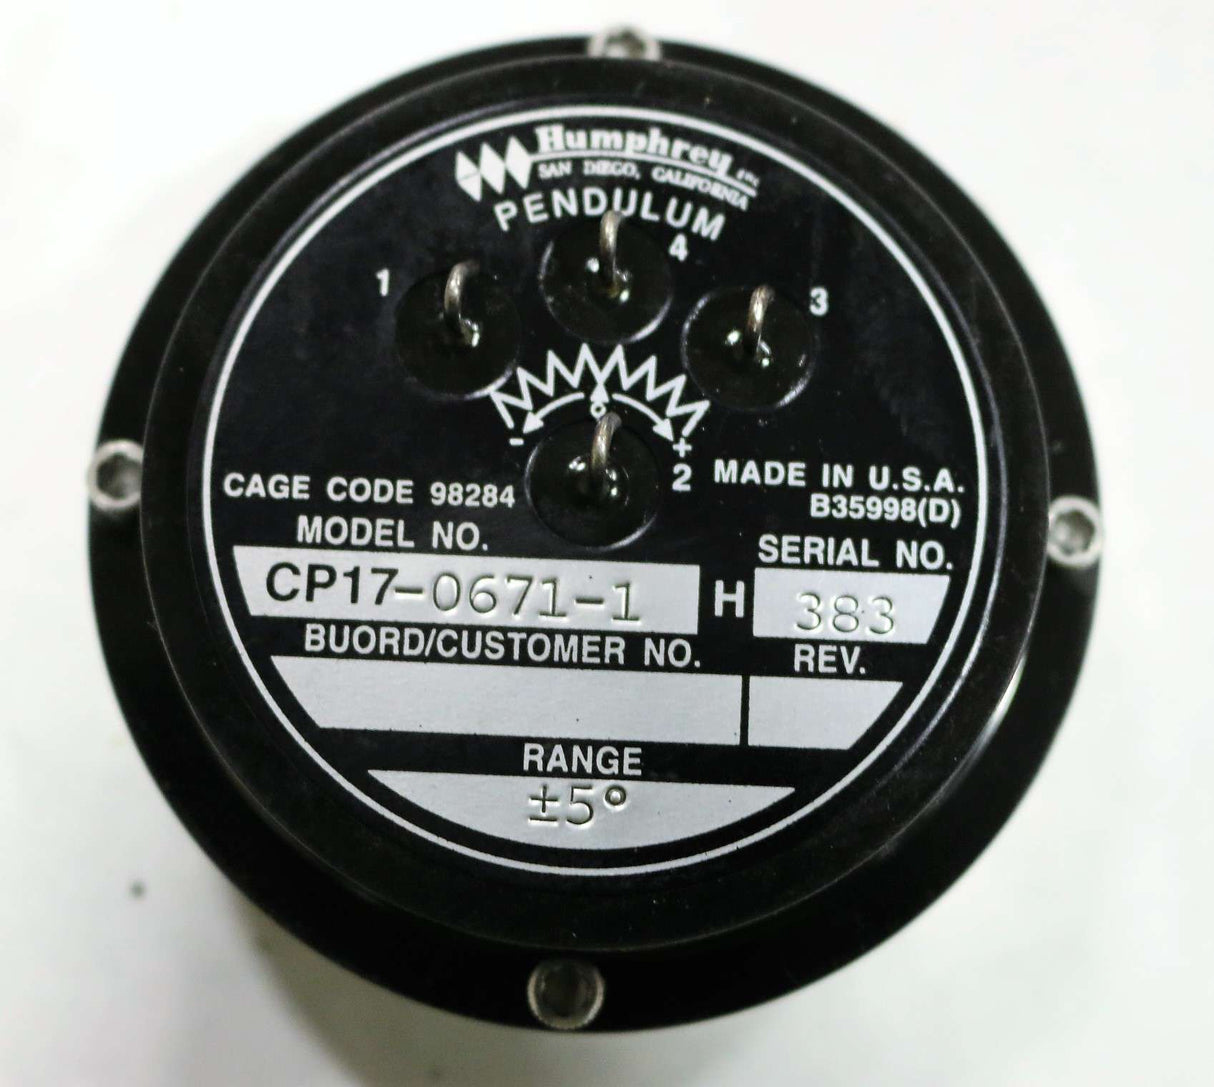 Humphrey INC.
SAN DIEGO, CALIFORNIA
PENDULUM
4
1
3
-
+
2
CAGE CODE 98284
MADE IN U.S.A.
B35998(D)
MODEL NO.
SERIAL NO.
CP17-0671-1
H
383
BUORD/CUSTOMER NO.
REV.
RANGE
±5°